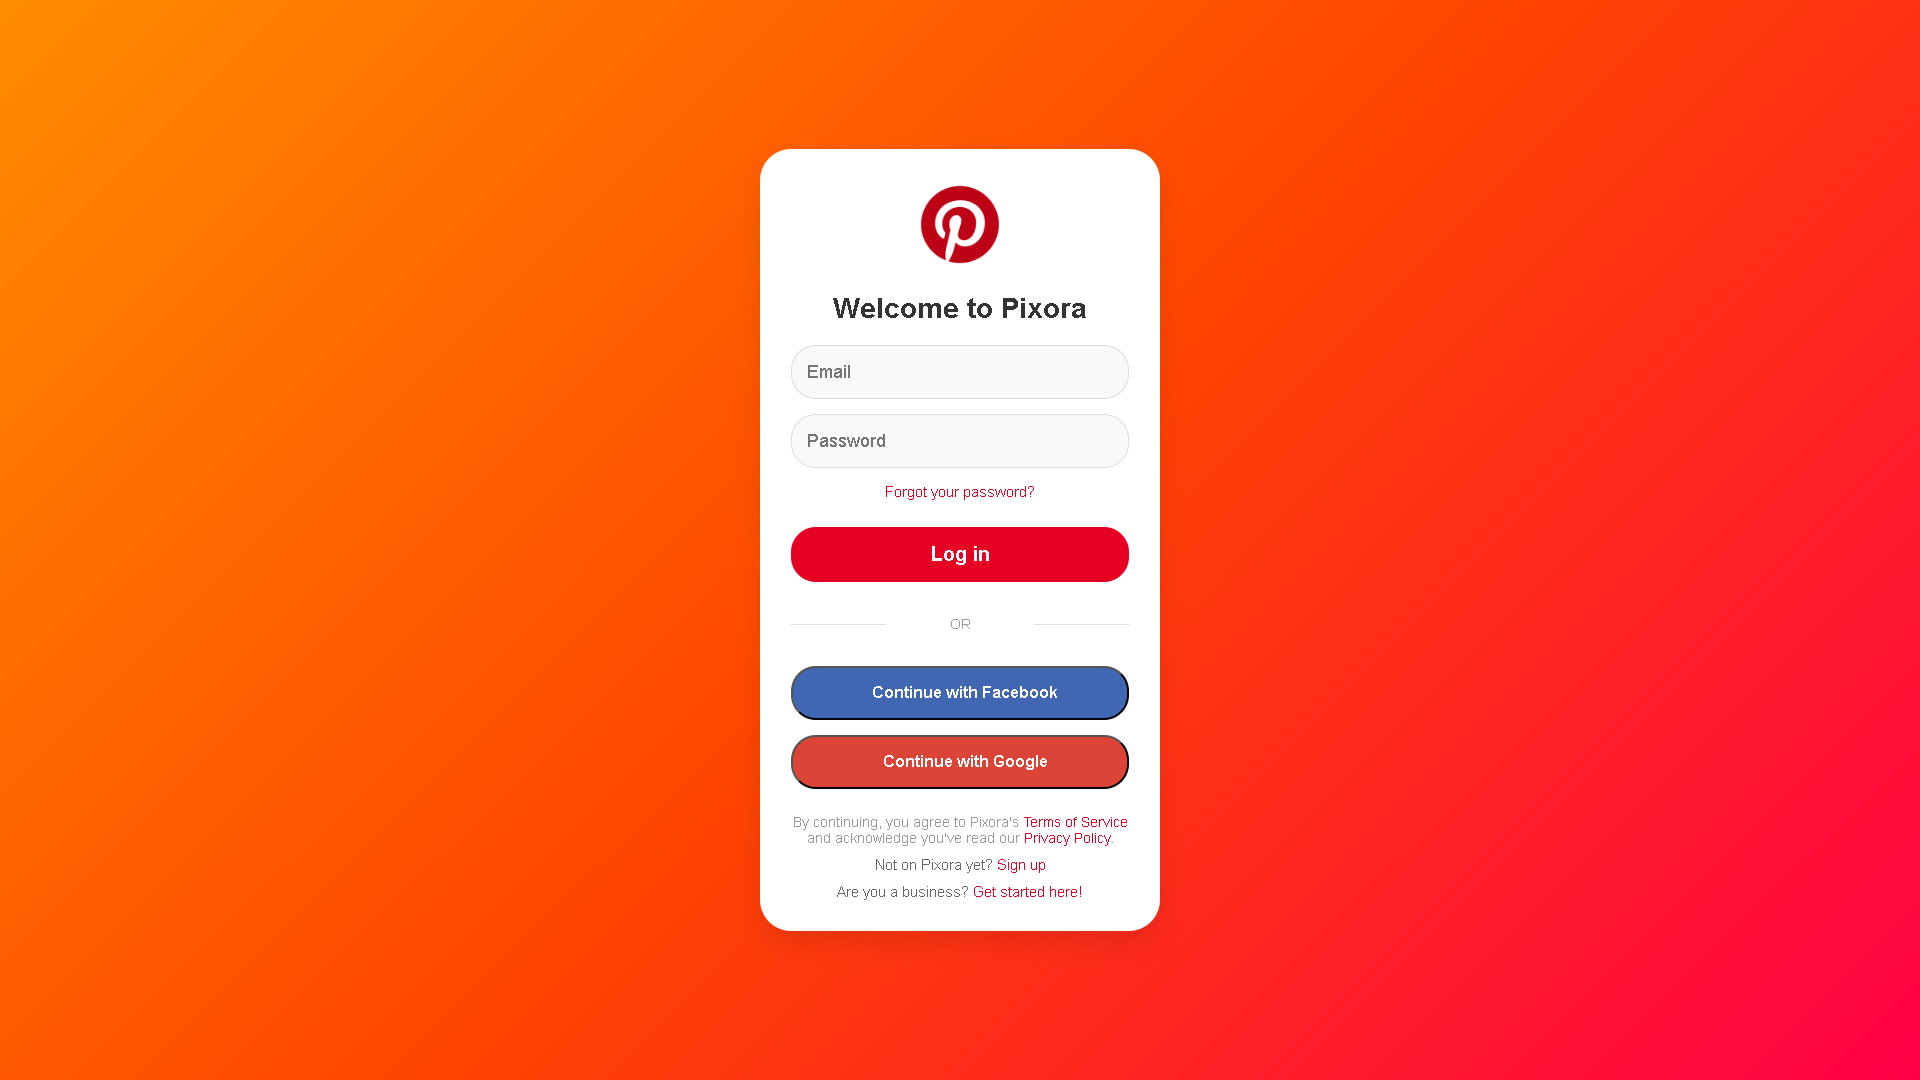 Welcome to Pixora
Email
Password
Forgot your password?
Log in
OR
Continue with Facebook
Continue with Google
By continuing, you agree to Pixora's Terms of Service
and acknowledge you've read our Privacy Policy.
Not on Pixora yet? Sign up
Are you a business? Get started here!